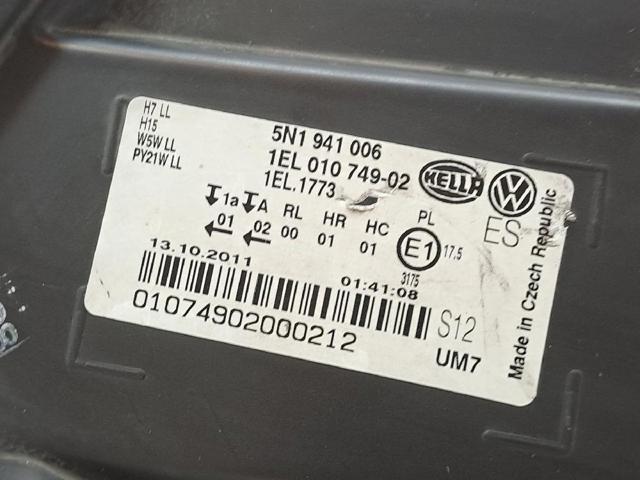 H7 LL
H15
W5W LL
PY21W LL
5N1 941 006
1EL 010 749-02
1EL.1773
HELLA
VW
1a A RL HR HC PL
01 02 00 01 01 E1 17,5
3175
ES
13.10.2011
01:41:08
01074902000212
S12
UM7
Made in Czech Republic